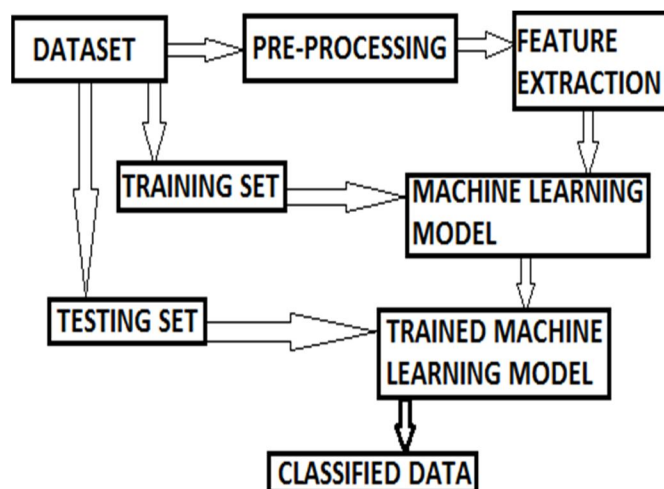 DATASET
PRE-PROCESSING
FEATURE
EXTRACTION
TRAINING SET
MACHINE LEARNING
MODEL
TESTING SET
TRAINED MACHINE
LEARNING MODEL
CLASSIFIED DATA